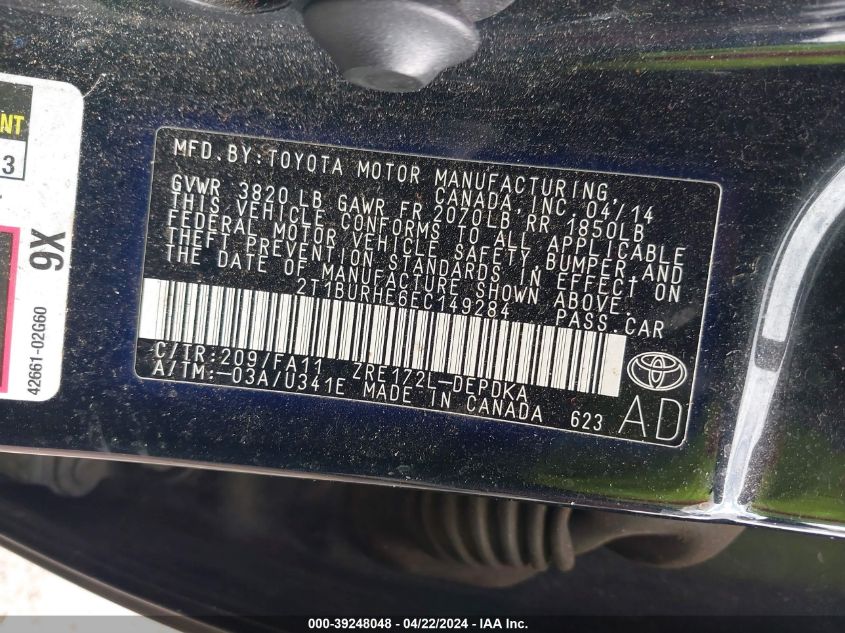 NT
3
9X
42661-02G60
MFD.BY:TOYOTA MOTOR MANUFACTURING,
CANADA, INC. 04/14
GVWR 3820 LB GAWR FR 2070LB RR 1850LB
THIS VEHICLE CONFORMS TO ALL APPLICABLE
FEDERAL MOTOR VEHICLE SAFETY BUMPER,AND
THEFT PREVENTION STANDARDS IN EFFECT ON
THE DATE OF MANUFACTURE SHOWN ABOVE.
2T1BURHE6EC149284 PASS.CAR
C/TR:209/FA11 ZRE172L-DEPDKA
A/TM:-03A/U341E MADE IN CANADA 623
AD
000-39248048 - 04/22/2024 - IAA Inc.